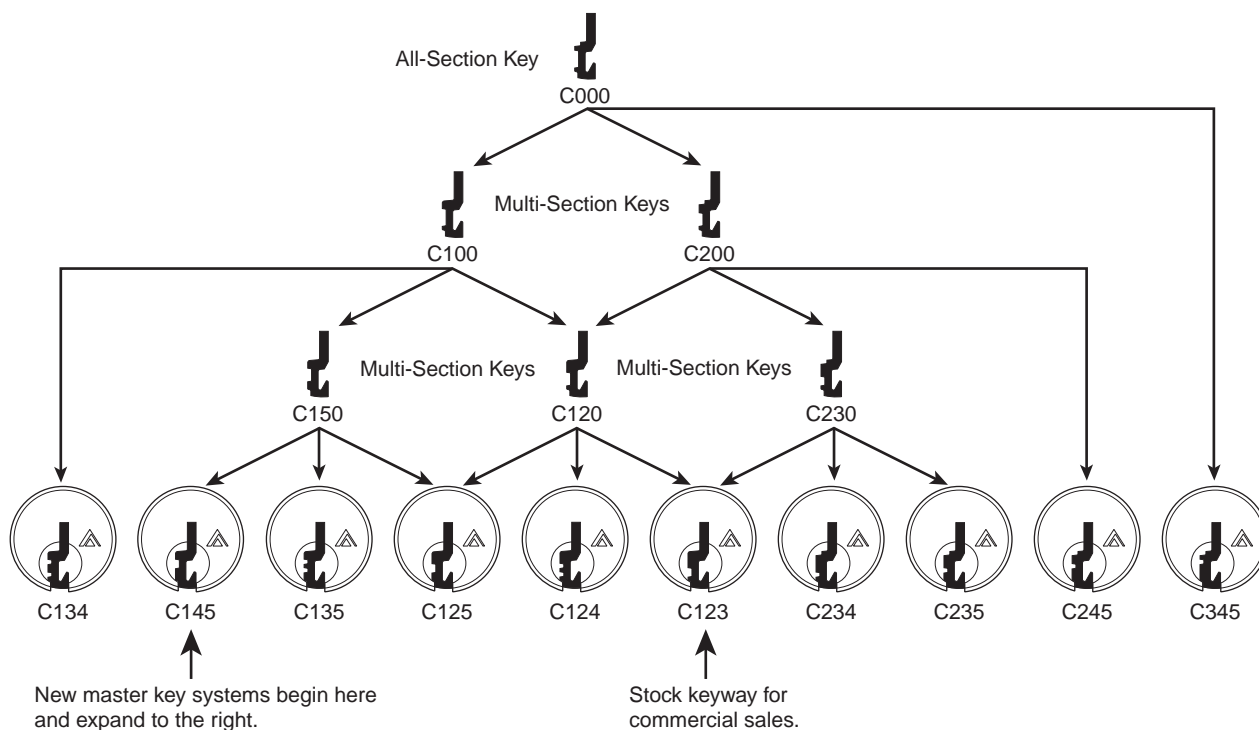 All-Section Key
C000
Multi-Section Keys
C100
C200
Multi-Section Keys
Multi-Section Keys
C150
C120
C230
C134
C145
C135
C125
C124
C123
C234
C235
C245
C345
New master key systems begin here
and expand to the right.
Stock keyway for
commercial sales.